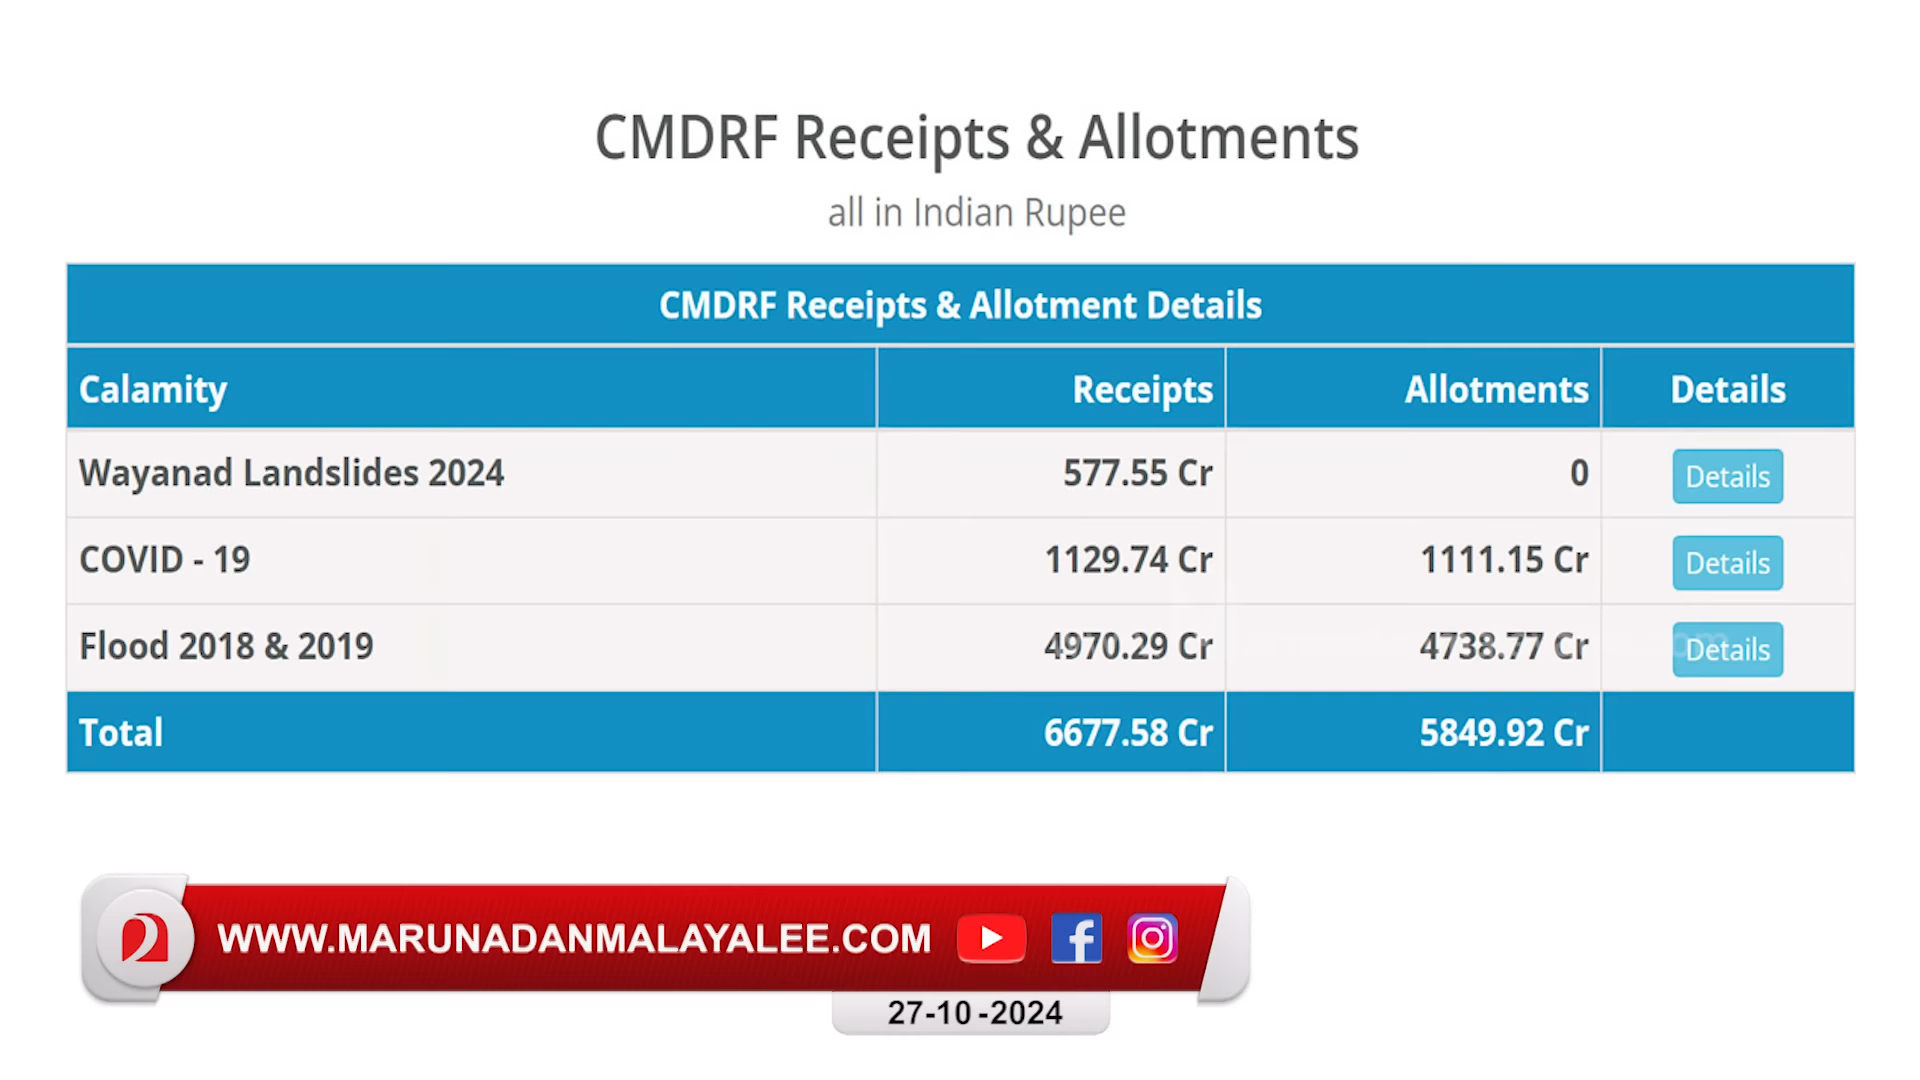 CMDRF Receipts & Allotments
all in Indian Rupee
CMDRF Receipts & Allotment Details
Calamity Receipts Allotments Details
Wayanad Landslides 2024 577.55 Cr 0 Details
COVID - 19 1129.74 Cr 1111.15 Cr Details
Flood 2018 & 2019 4970.29 Cr 4738.77 Cr Details
Total 6677.58 Cr 5849.92 Cr
WWW.MARUNADANMALAYALEE.COM
27-10-2024